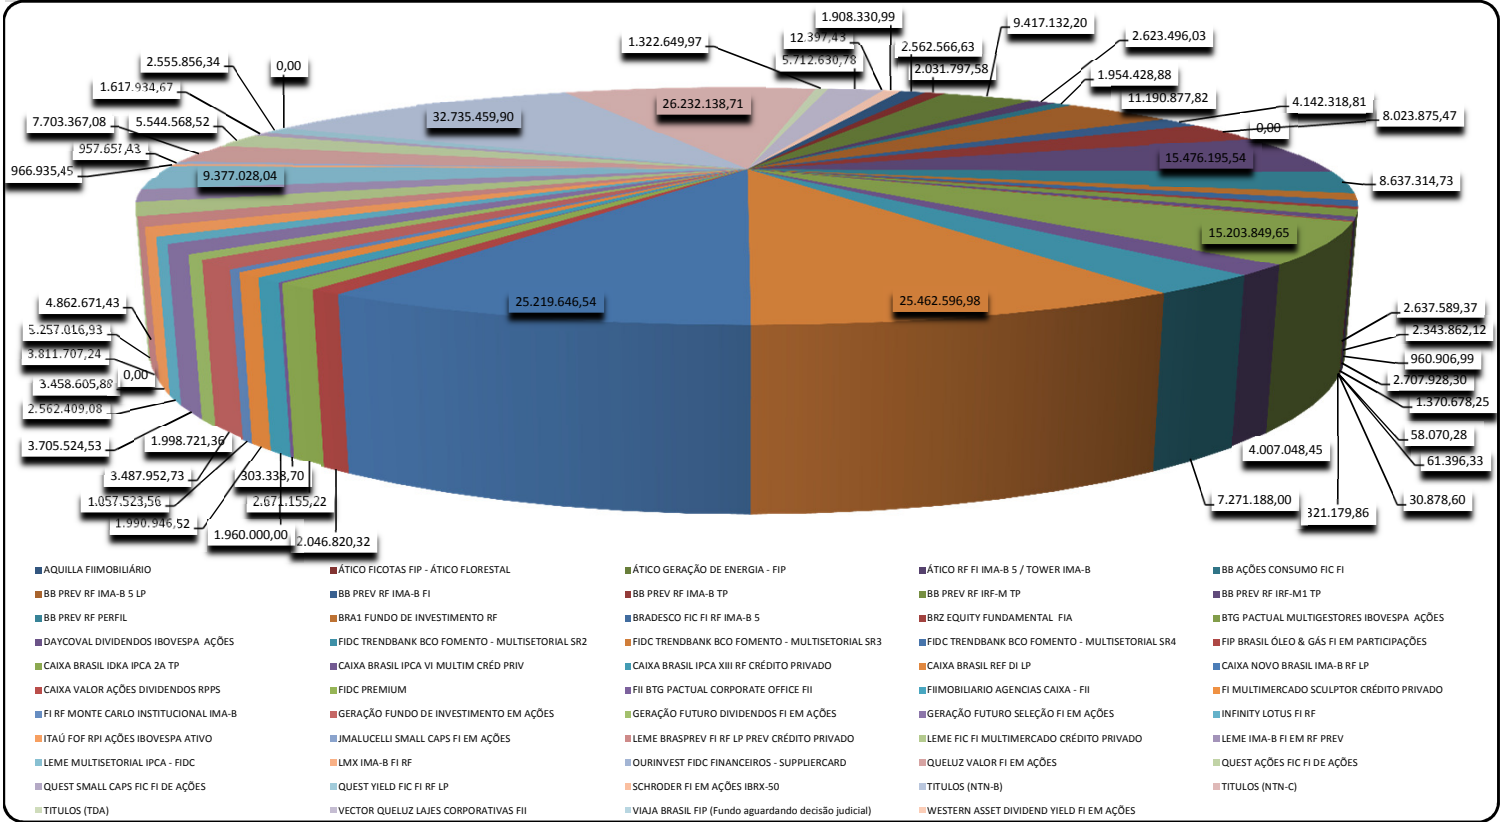 1.908.330,99
9.417.132,20
2.623.496,03
1.322.649,97
12.397,43
2.562.566,63
2.555.856,34
0,00
5.712.630,78
2.031.797,58
1.954.428,88
1.617.934,67
11.190.877,82
4.142.318,81
32.735.459,90
26.232.138,71
8.023.875,47
7.703.367,08
5.544.568,52
0,00
957.657,43
15.476.195,54
966.935,45
9.377.028,04
8.637.314,73
15.203.849,65
4.862.671,43
25.219.646,54
25.462.596,98
2.637.589,37
5.257.016,93
2.343.862,12
3.811.707,24
960.906,99
3.458.605,88
0,00
2.707.928,30
2.562.409,08
1.370.678,25
3.705.524,53
1.998.721,36
58.070,28
4.007.048,45
61.396,33
3.487.952,73
303.338,70
1.057.523,56
2.671.155,22
7.271.188,00
30.878,60
1.990.946,52
321.179,86
1.960.000,00
2.046.820,32
AQUILLA FIIMOBILIÁRIO
ÁTICO FICOTAS FIP - ÁTICO FLORESTAL
ÁTICO GERAÇÃO DE ENERGIA - FIP
ÁTICO RF FI IMA-B 5 / TOWER IMA-B
BB AÇÕES CONSUMO FIC FI
BB PREV RF IMA-B 5 LP
BB PREV RF IMA-B FI
BB PREV RF IMA-B TP
BB PREV RF IRF-M TP
BB PREV RF IRF-M1 TP
BB PREV RF PERFIL
BRA1 FUNDO DE INVESTIMENTO RF
BRADESCO FIC FI RF IMA-B 5
BRZ EQUITY FUNDAMENTAL FIA
BTG PACTUAL MULTIGESTORES IBOVESPA AÇÕES
DAYCOVAL DIVIDENDOS IBOVESPA AÇÕES
FIDC TRENDBANK BCO FOMENTO - MULTISETORIAL SR2
FIDC TRENDBANK BCO FOMENTO - MULTISETORIAL SR3
FIDC TRENDBANK BCO FOMENTO - MULTISETORIAL SR4
FIP BRASIL ÓLEO & GÁS FI EM PARTICIPAÇÕES
CAIXA BRASIL IDKA IPCA 2A TP
CAIXA BRASIL IPCA VI MULTIM CRÉD PRIV
CAIXA BRASIL IPCA XIII RF CRÉDITO PRIVADO
CAIXA BRASIL REF DI LP
CAIXA NOVO BRASIL IMA-B RF LP
CAIXA VALOR AÇÕES DIVIDENDOS RPPS
FIDC PREMIUM
FII BTG PACTUAL CORPORATE OFFICE FII
FIIMOBILIARIO AGENCIAS CAIXA - FII
FI MULTIMERCADO SCULPTOR CRÉDITO PRIVADO
FI RF MONTE CARLO INSTITUCIONAL IMA-B
GERAÇÃO FUNDO DE INVESTIMENTO EM AÇÕES
GERAÇÃO FUTURO DIVIDENDOS FI EM AÇÕES
GERAÇÃO FUTURO SELEÇÃO FI EM AÇÕES
INFINITY LOTUS FI RF
ITAÚ FOF RPI AÇÕES IBOVESPA ATIVO
JMALUCELLI SMALL CAPS FI EM AÇÕES
LEME BRASPREV FI RF LP PREV CRÉDITO PRIVADO
LEME FIC FI MULTIMERCADO CRÉDITO PRIVADO
LEME IMA-B FI EM RF PREV
LEME MULTISETORIAL IPCA - FIDC
LMX IMA-B FI RF
OURINVEST FIDC FINANCEIROS - SUPPLIERCARD
QUELUZ VALOR FI EM AÇÕES
QUEST AÇÕES FIC FI DE AÇÕES
QUEST SMALL CAPS FIC FI DE AÇÕES
QUEST YIELD FIC FI RF LP
SCHRODER FI EM AÇÕES IBRX-50
TITULOS (NTN-B)
TITULOS (NTN-C)
TITULOS (TDA)
VECTOR QUELUZ LAJES CORPORATIVAS FII
VIAJA BRASIL FIP (Fundo aguardando decisão judicial)
WESTERN ASSET DIVIDEND YIELD FI EM AÇÕES